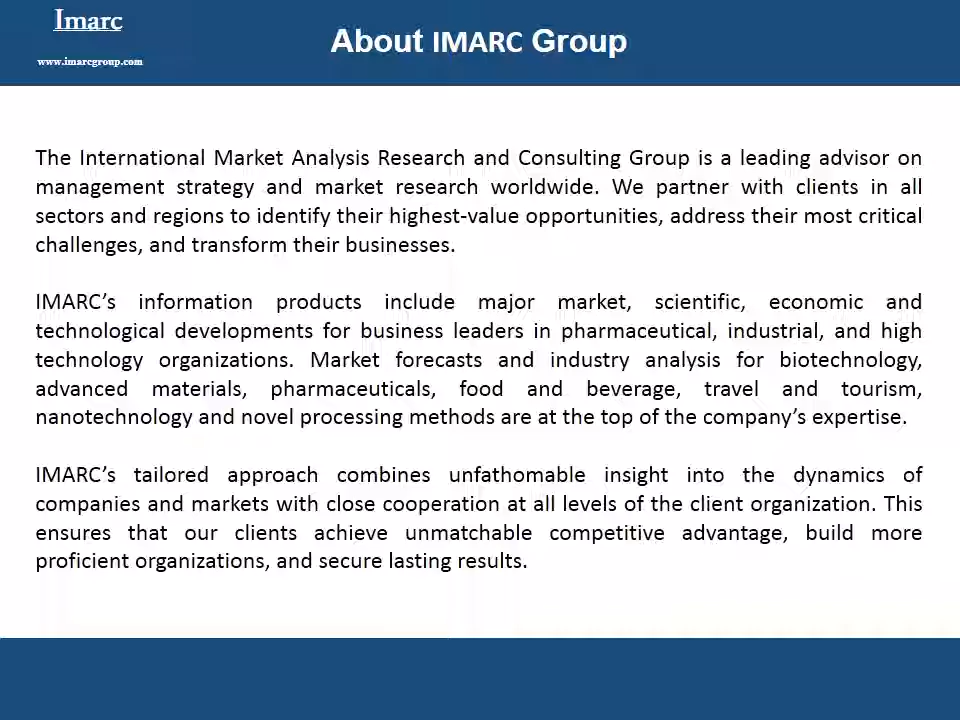 Imarc
www.imarcgroup.com
About IMARC Group
The International Market Analysis Research and Consulting Group is a leading advisor on
management strategy and market research worldwide. We partner with clients in all
sectors and regions to identify their highest-value opportunities, address their most critical
challenges, and transform their businesses.
IMARC’s information products include major market, scientific, economic and
technological developments for business leaders in pharmaceutical, industrial, and high
technology organizations. Market forecasts and industry analysis for biotechnology,
advanced materials, pharmaceuticals, food and beverage, travel and tourism,
nanotechnology and novel processing methods are at the top of the company’s expertise.
IMARC’s tailored approach combines unfathomable insight into the dynamics of
companies and markets with close cooperation at all levels of the client organization. This
ensures that our clients achieve unmatchable competitive advantage, build more
proficient organizations, and secure lasting results.